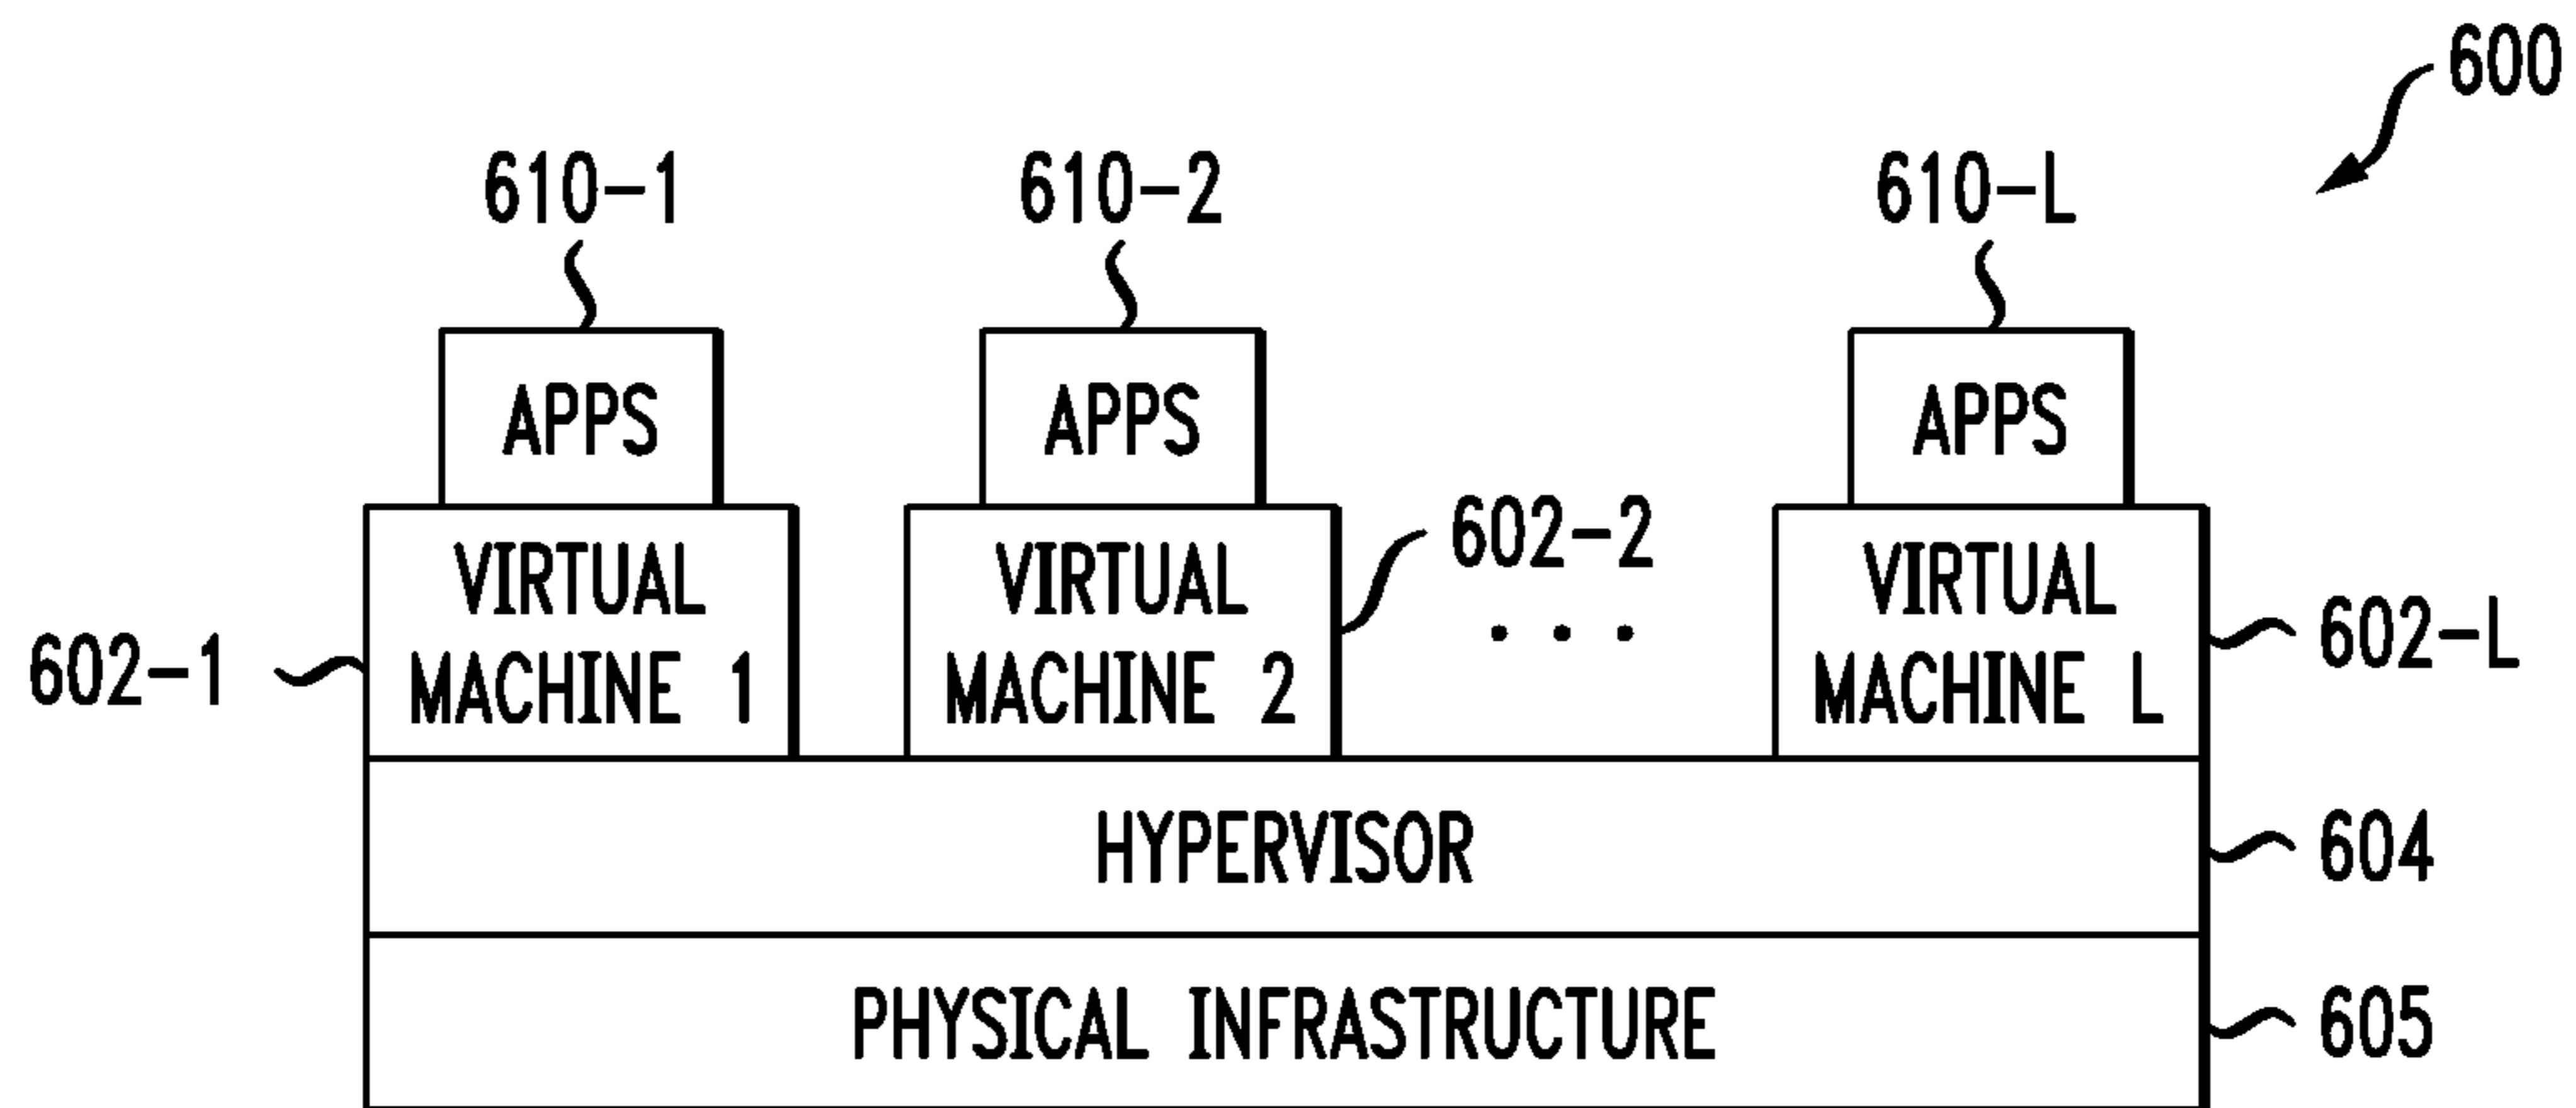 600
610-1 610-2 610-L
APPS APPS APPS
602-2
VIRTUAL VIRTUAL VIRTUAL
602-L
602-1
MACHINE 1 MACHINE 2 MACHINE L
HYPERVISOR 604
PHYSICAL INFRASTRUCTURE 605